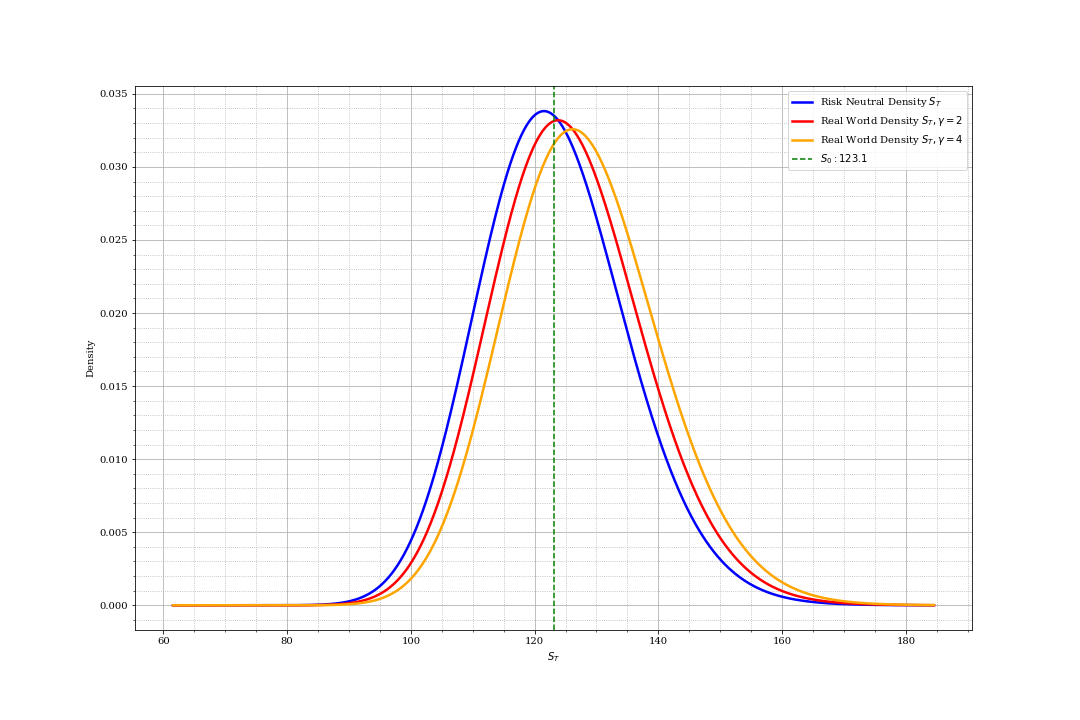 Risk Neutral Density S_T
Real World Density S_T, γ = 2
Real World Density S_T, γ = 4
S_0 : 123.1
0.035
0.030
0.025
0.020
0.015
0.010
0.005
0.000
Density
60 80 100 120 140 160 180
S_T